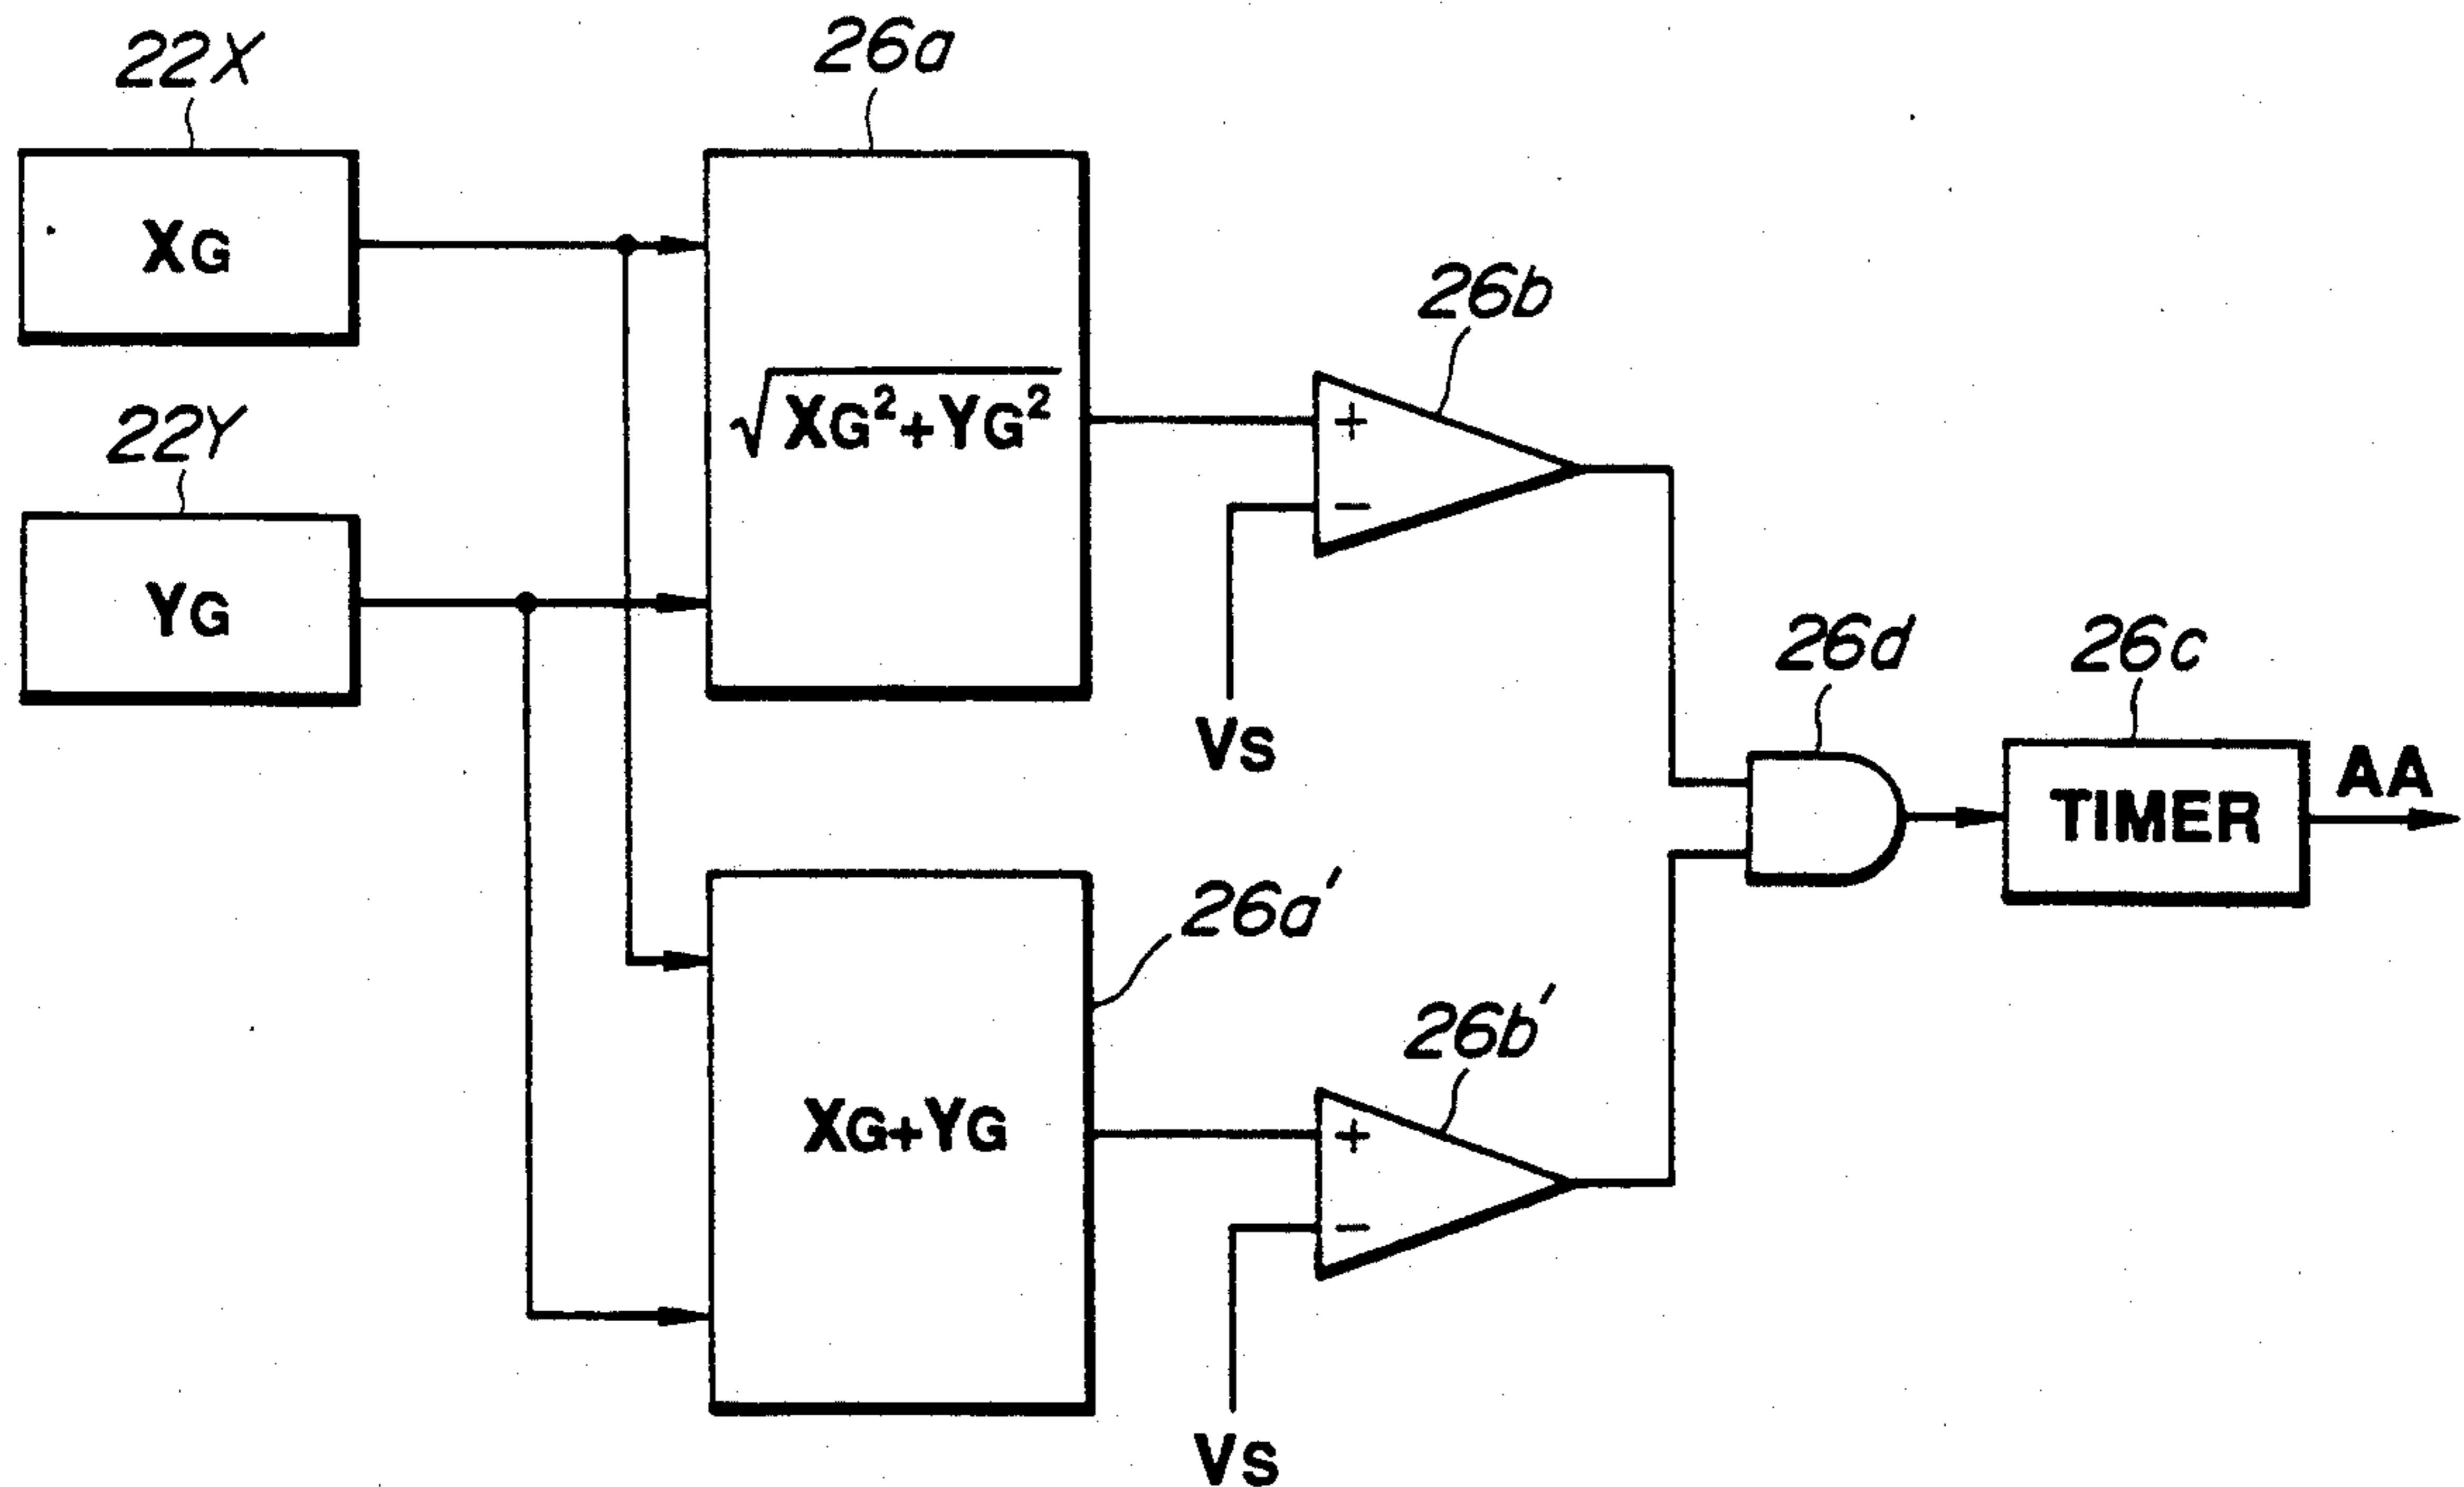 22X
26a
XG
26b
√XG²+YG²
+
22Y
−
YG
26d
26c
VS
AA
TIMER
26a'
26b'
XG+YG
+
−
VS